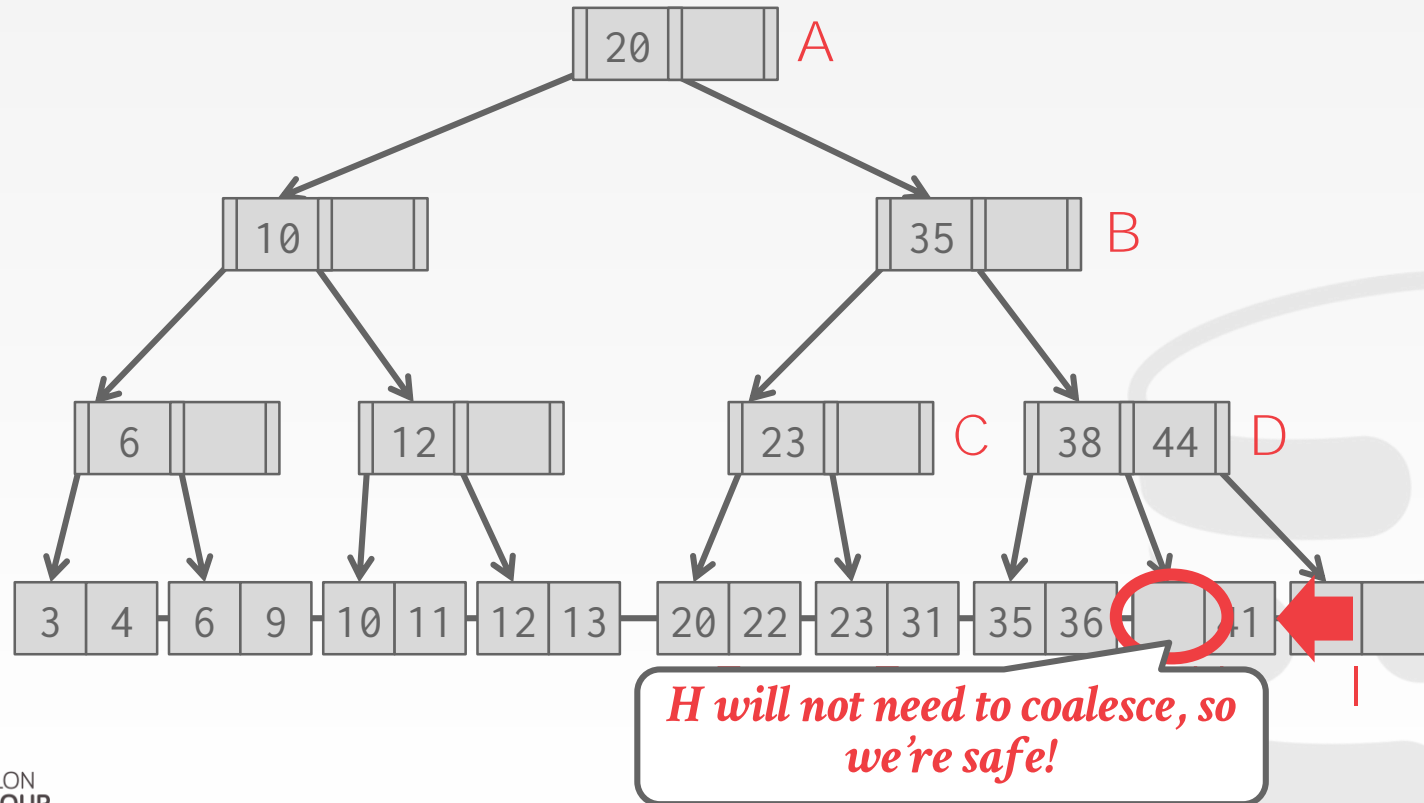 20 A
10 35 B
6 12 23 C 38 44 D
3 4 6 9 10 11 12 13 20 22 23 31 35 36 41
I
H will not need to coalesce, so
we're safe!